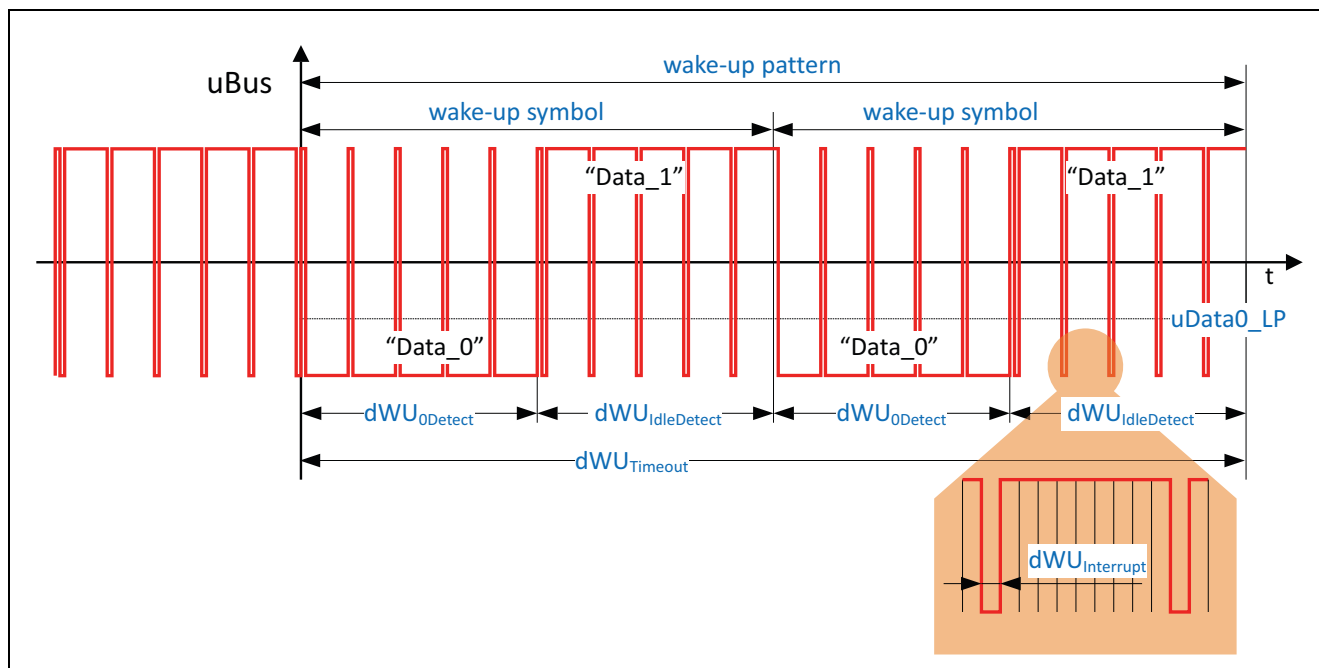 wake-up pattern
uBus
wake-up symbol wake-up symbol
“Data_1” “Data_1”
t
uData0_LP
“Data_0” “Data_0”
dWU0Detect dWUIdleDetect dWU0Detect dWUIdleDetect
dWUTimeout
dWUInterrupt